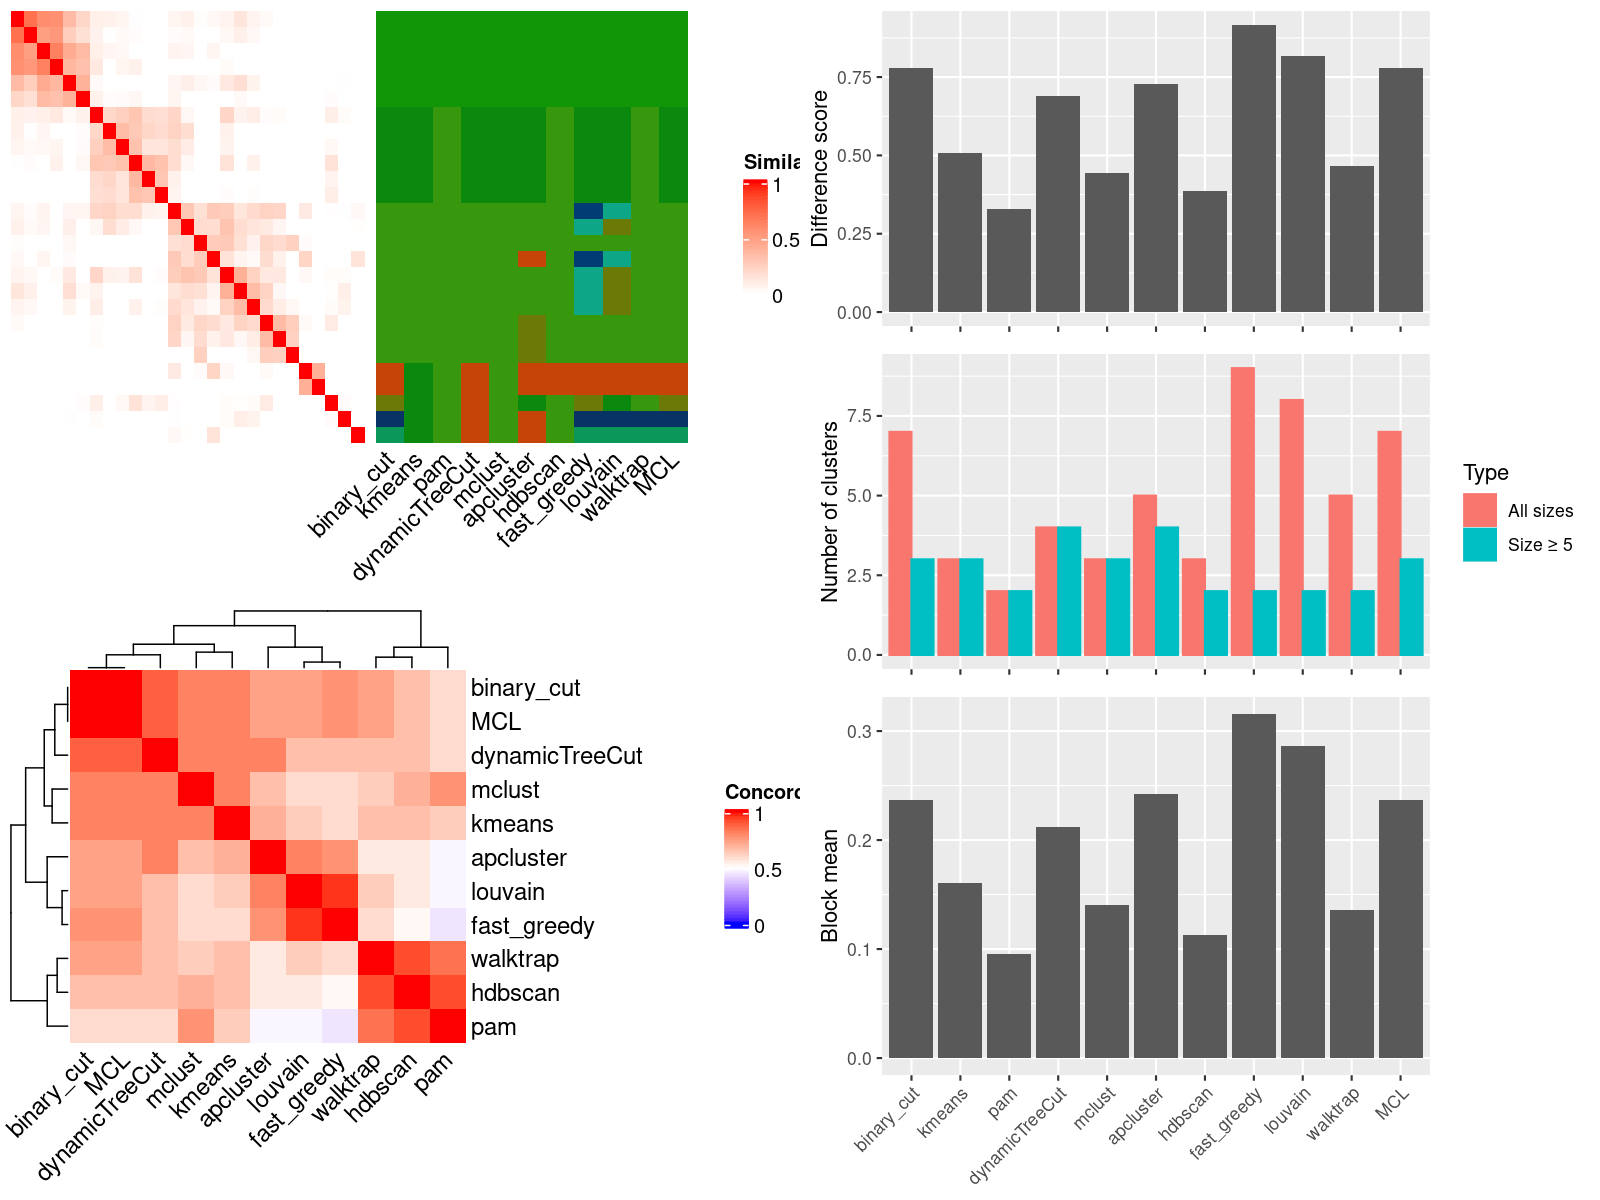 Simila
1
0.5
0
binary_cut
kmeans
pam
dynamicTreeCut
mclust
apcluster
hdbscan
fast_greedy
louvain
walktrap
MCL
binary_cut
MCL
dynamicTreeCut
mclust
kmeans
apcluster
louvain
fast_greedy
walktrap
hdbscan
pam
binary_cut
MCL
dynamicTreeCut
mclust
kmeans
apcluster
louvain
fast_greedy
walktrap
hdbscan
pam
Concord
1
0.5
0
Difference score
0.75
0.50
0.25
0.00
Number of clusters
7.5
5.0
2.5
0.0
Type
All sizes
Size ≥ 5
Block mean
0.3
0.2
0.1
0.0
binary_cut
kmeans
pam
dynamicTreeCut
mclust
apcluster
hdbscan
fast_greedy
louvain
walktrap
MCL